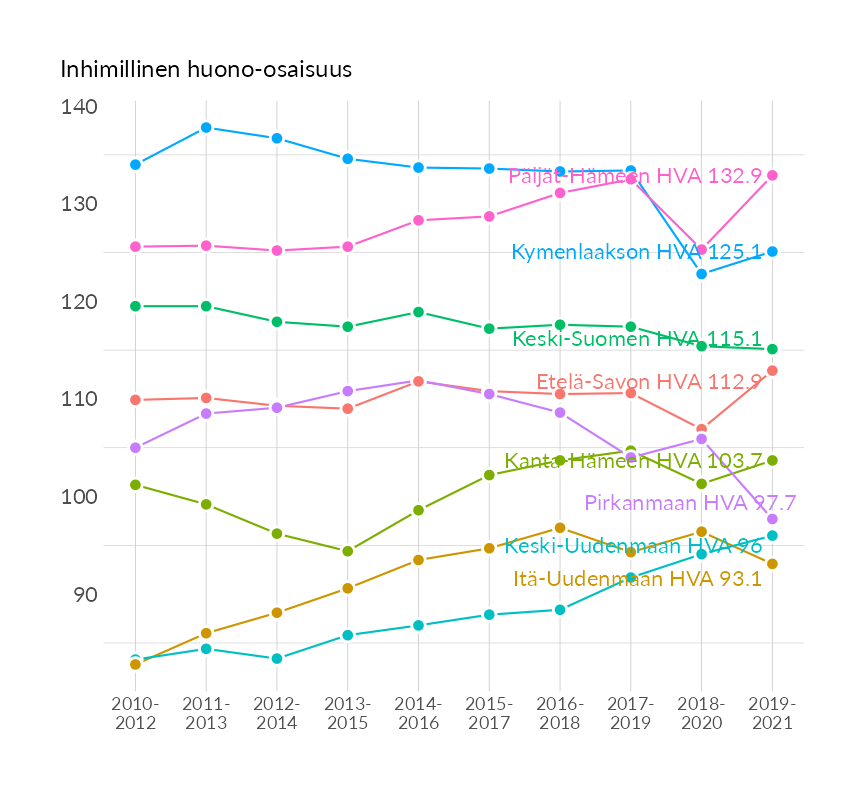 Inhimillinen huono-osaisuus
140
130
120
110
100
90
Päijät-Hämeen HVA 132.9
Kymenlaakson HVA 125.1
Keski-Suomen HVA 115.1
Etelä-Savon HVA 112.9
Kanta-Hämeen HVA 103.7
Pirkanmaan HVA 97.7
Keski-Uudenmaan HVA 96
Itä-Uudenmaan HVA 93.1
2010- 2011- 2012- 2013- 2014- 2015- 2016- 2017- 2018- 2019-
2012 2013 2014 2015 2016 2017 2018 2019 2020 2021